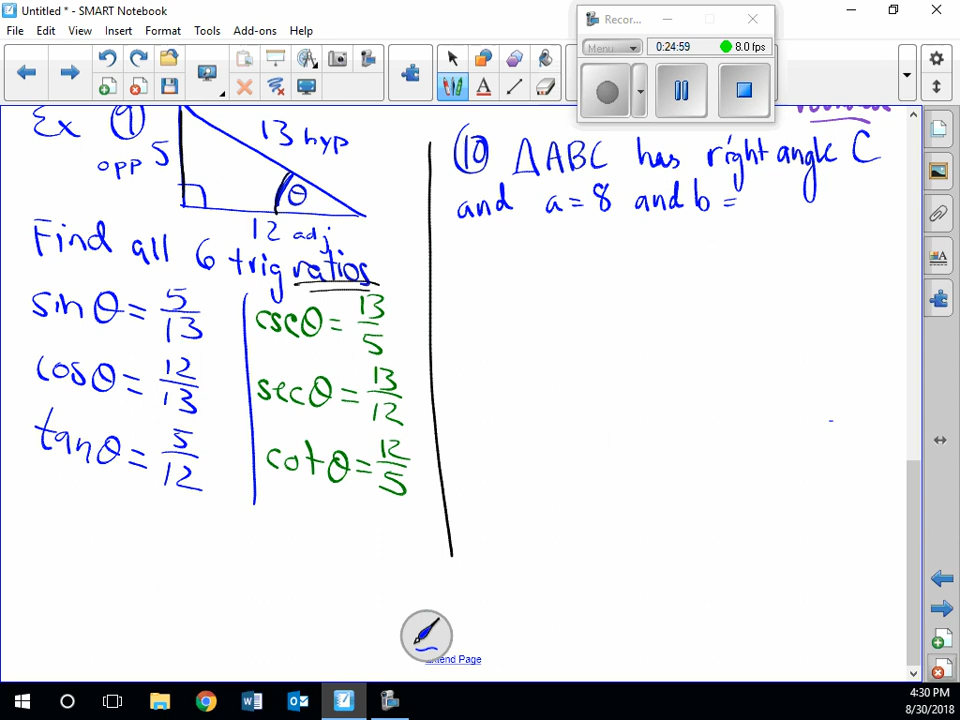 Untitled * - SMART Notebook
File Edit View Insert Format Tools Add-ons Help
Recor...
Menu
0:24:59
8.0 fps
Ex 9
opp 5
13 hyp
θ
12 adj
Find all 6 trig ratios
sin θ = 5/13
cos θ = 12/13
tan θ = 5/12
csc θ = 13/5
sec θ = 13/12
cot θ = 12/5
10 ΔABC has right angle C
and a = 8 and b =
Extend Page
4:30 PM
8/30/2018